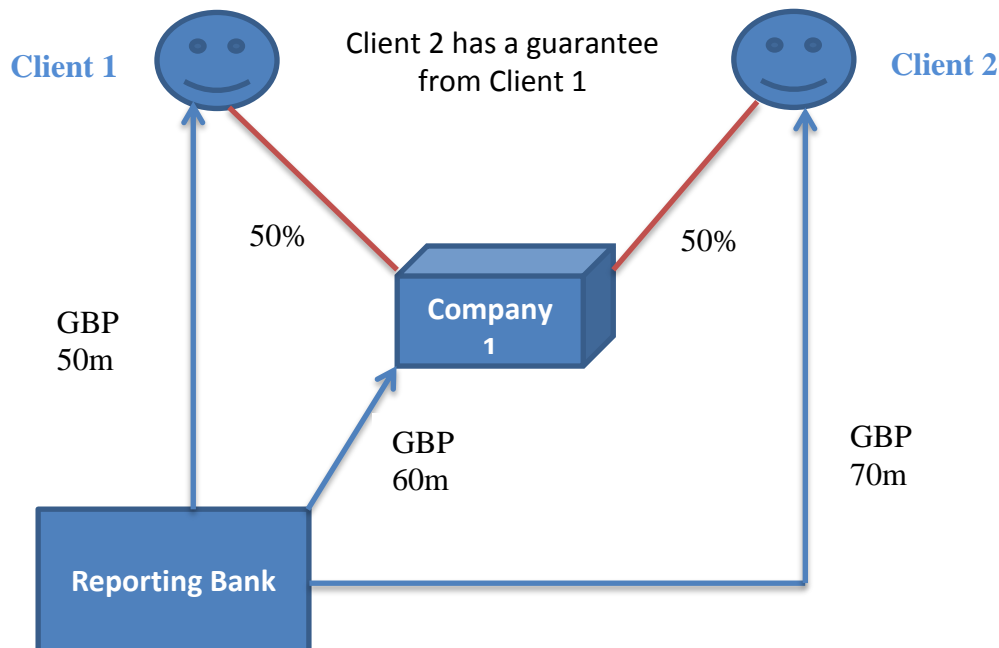 Client 1
Client 2 has a guarantee
from Client 1
Client 2
50%
50%
Company
1
GBP
50m
GBP
60m
GBP
70m
Reporting Bank